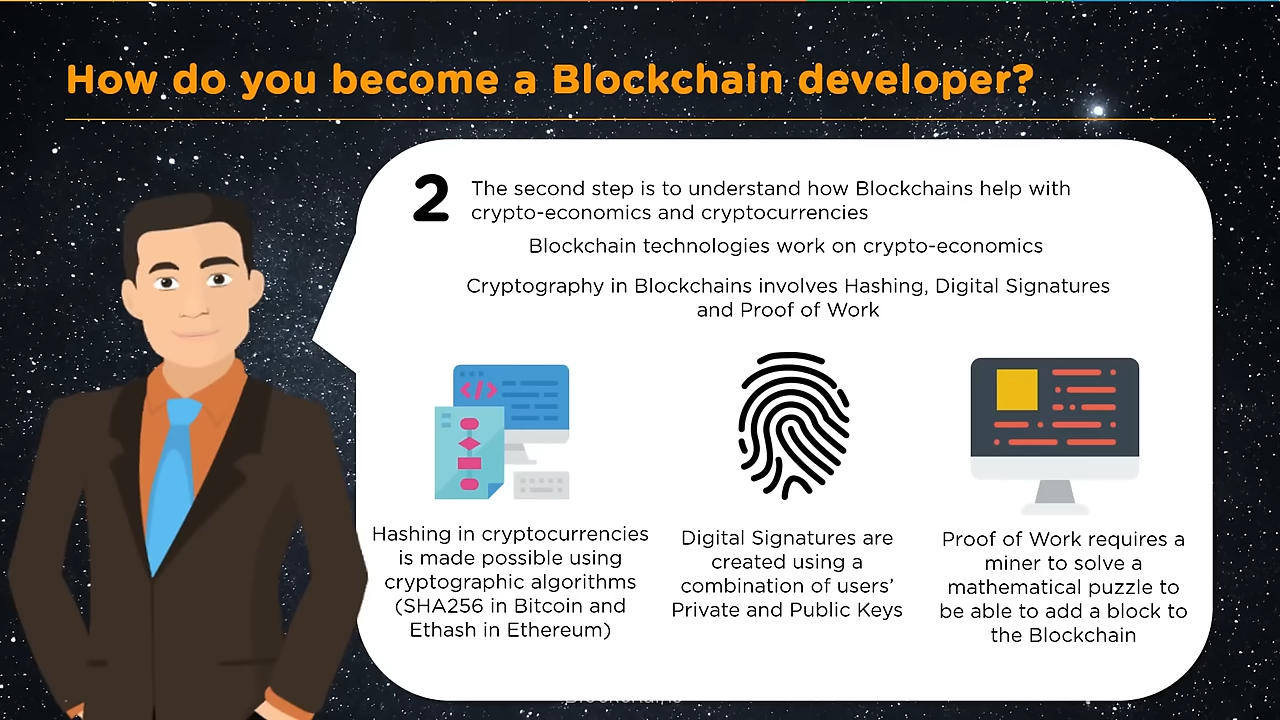 How do you become a Blockchain developer?
2
The second step is to understand how Blockchains help with
crypto-economics and cryptocurrencies
Blockchain technologies work on crypto-economics
Cryptography in Blockchains involves Hashing, Digital Signatures
and Proof of Work
</>
Hashing in cryptocurrencies
is made possible using
cryptographic algorithms
(SHA256 in Bitcoin and
Ethash in Ethereum)
Digital Signatures are
created using a
combination of users’
Private and Public Keys
Proof of Work requires a
miner to solve a
mathematical puzzle to
be able to add a block to
the Blockchain